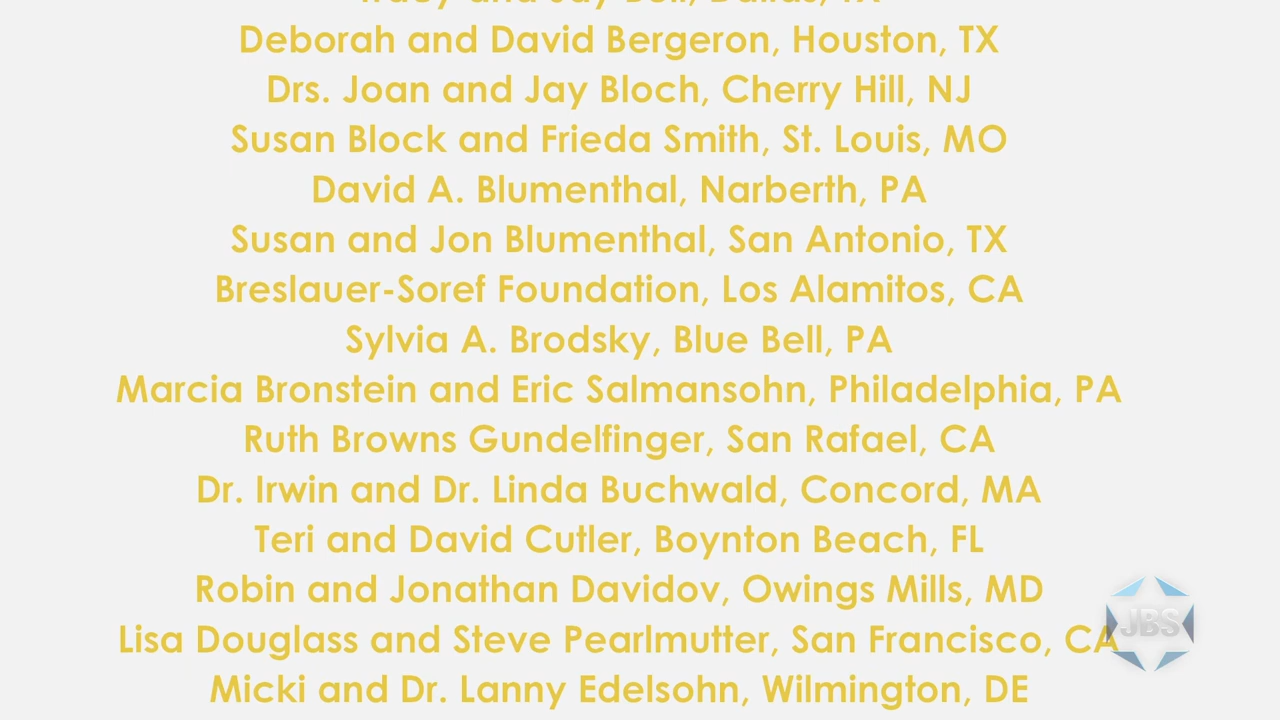 Deborah and David Bergeron, Houston, TX
Drs. Joan and Jay Bloch, Cherry Hill, NJ
Susan Block and Frieda Smith, St. Louis, MO
David A. Blumenthal, Narberth, PA
Susan and Jon Blumenthal, San Antonio, TX
Breslauer-Soref Foundation, Los Alamitos, CA
Sylvia A. Brodsky, Blue Bell, PA
Marcia Bronstein and Eric Salmansohn, Philadelphia, PA
Ruth Browns Gundelfinger, San Rafael, CA
Dr. Irwin and Dr. Linda Buchwald, Concord, MA
Teri and David Cutler, Boynton Beach, FL
Robin and Jonathan Davidov, Owings Mills, MD
Lisa Douglass and Steve Pearlmutter, San Francisco, CA
JBS
Micki and Dr. Lanny Edelsohn, Wilmington, DE